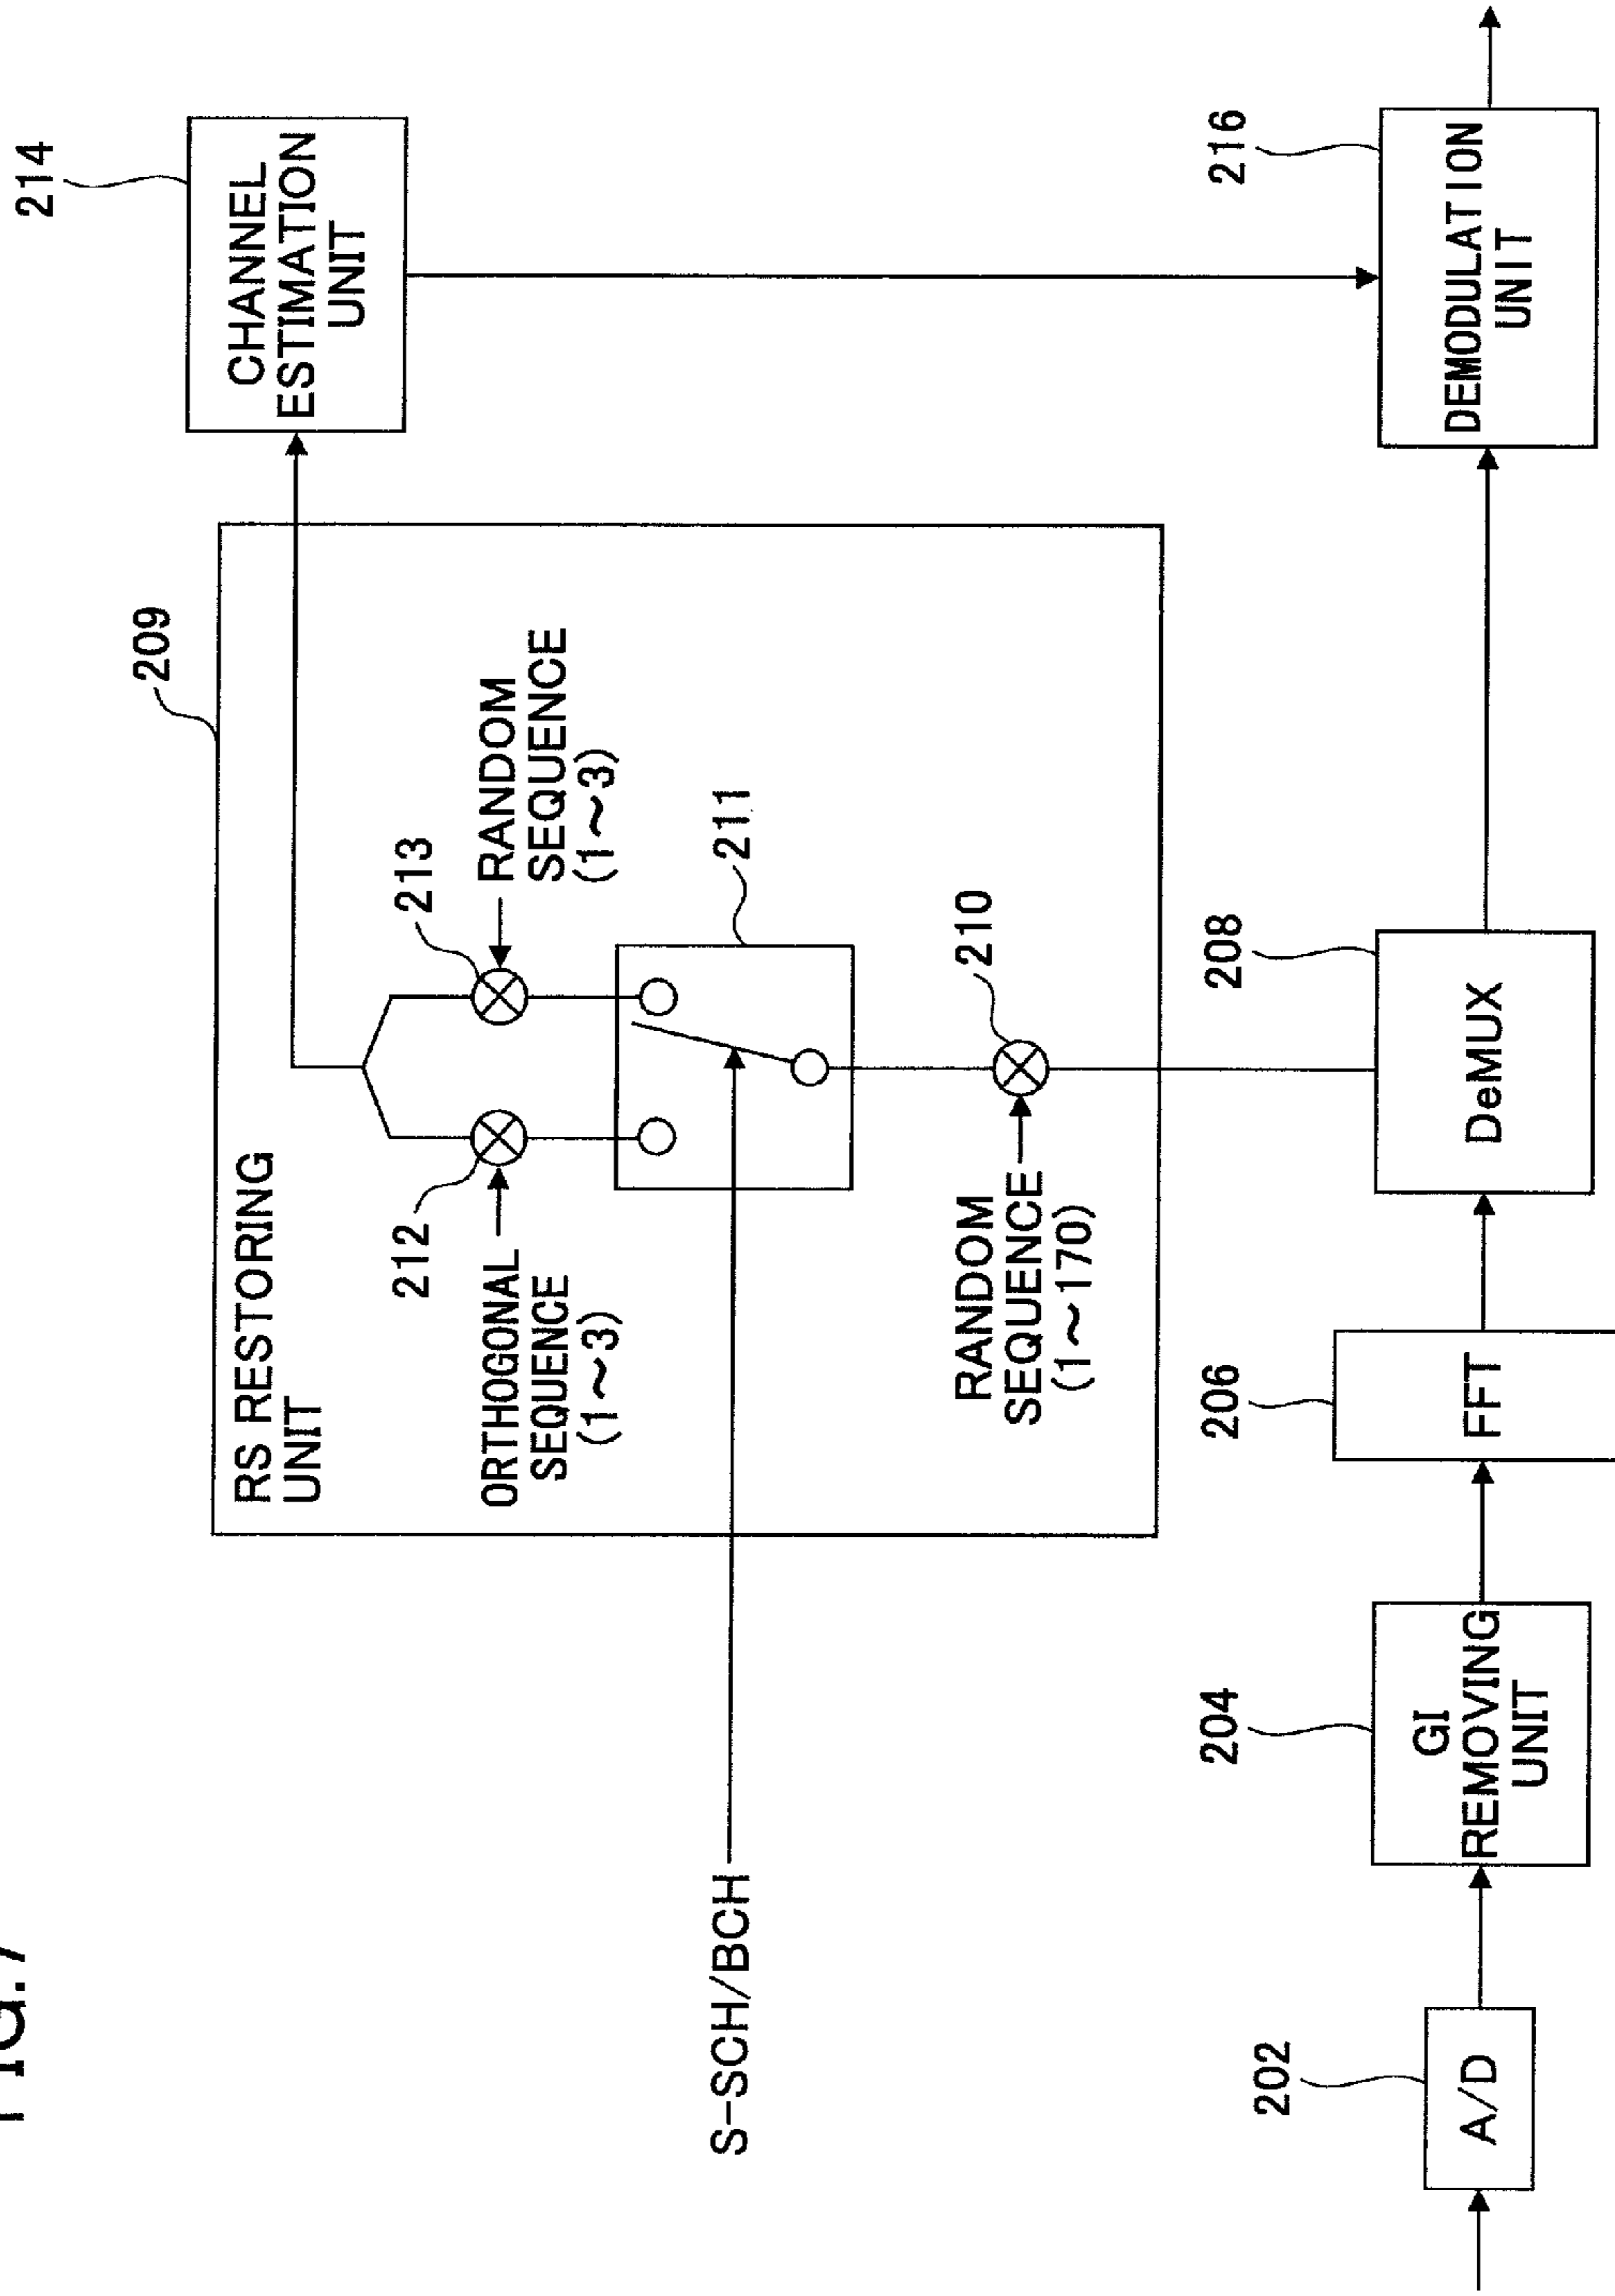 FIG.7
214
CHANNEL
ESTIMATION
UNIT
209
RS RESTORING
UNIT
212
213
ORTHOGONAL
SEQUENCE
(1~3)
RANDOM
SEQUENCE
(1~3)
211
S-SCH/BCH
210
RANDOM
SEQUENCE
(1~170)
202
A/D
204
GI
REMOVING
UNIT
206
FFT
208
DeMUX
216
DEMODULATION
UNIT